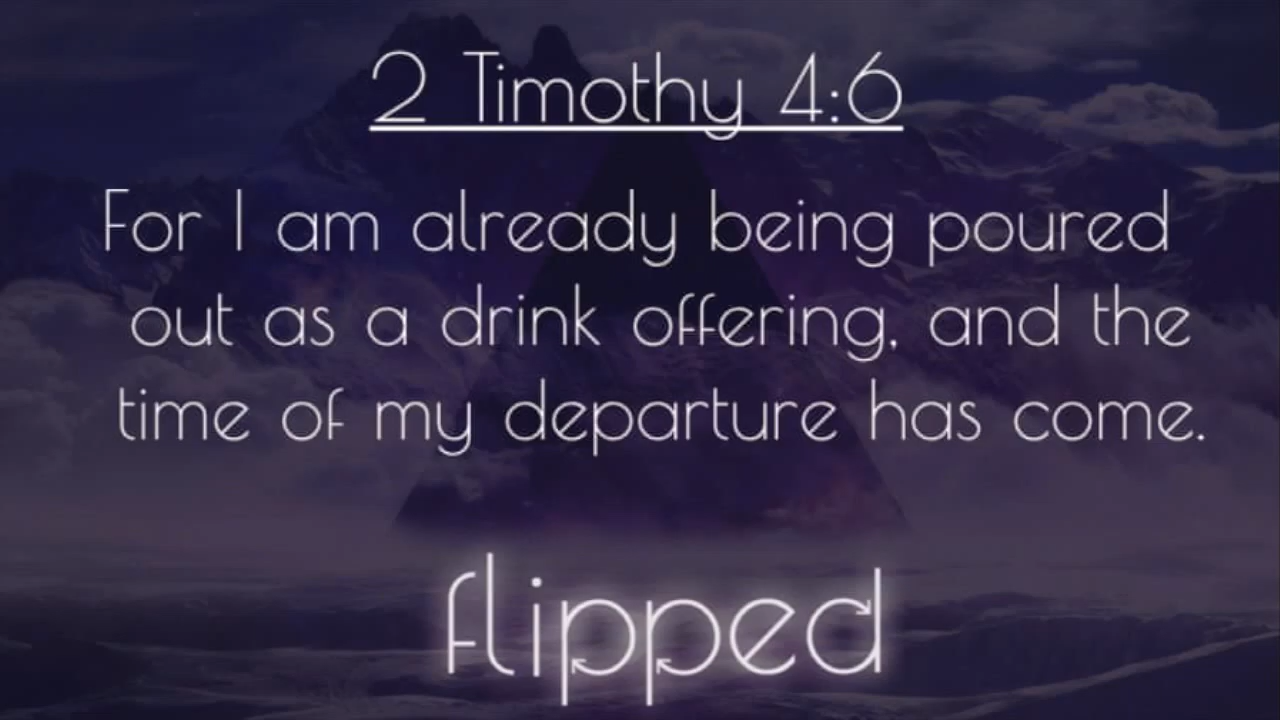 2 Timothy 4:6
For I am already being poured
out as a drink offering, and the
time of my departure has come.
flipped